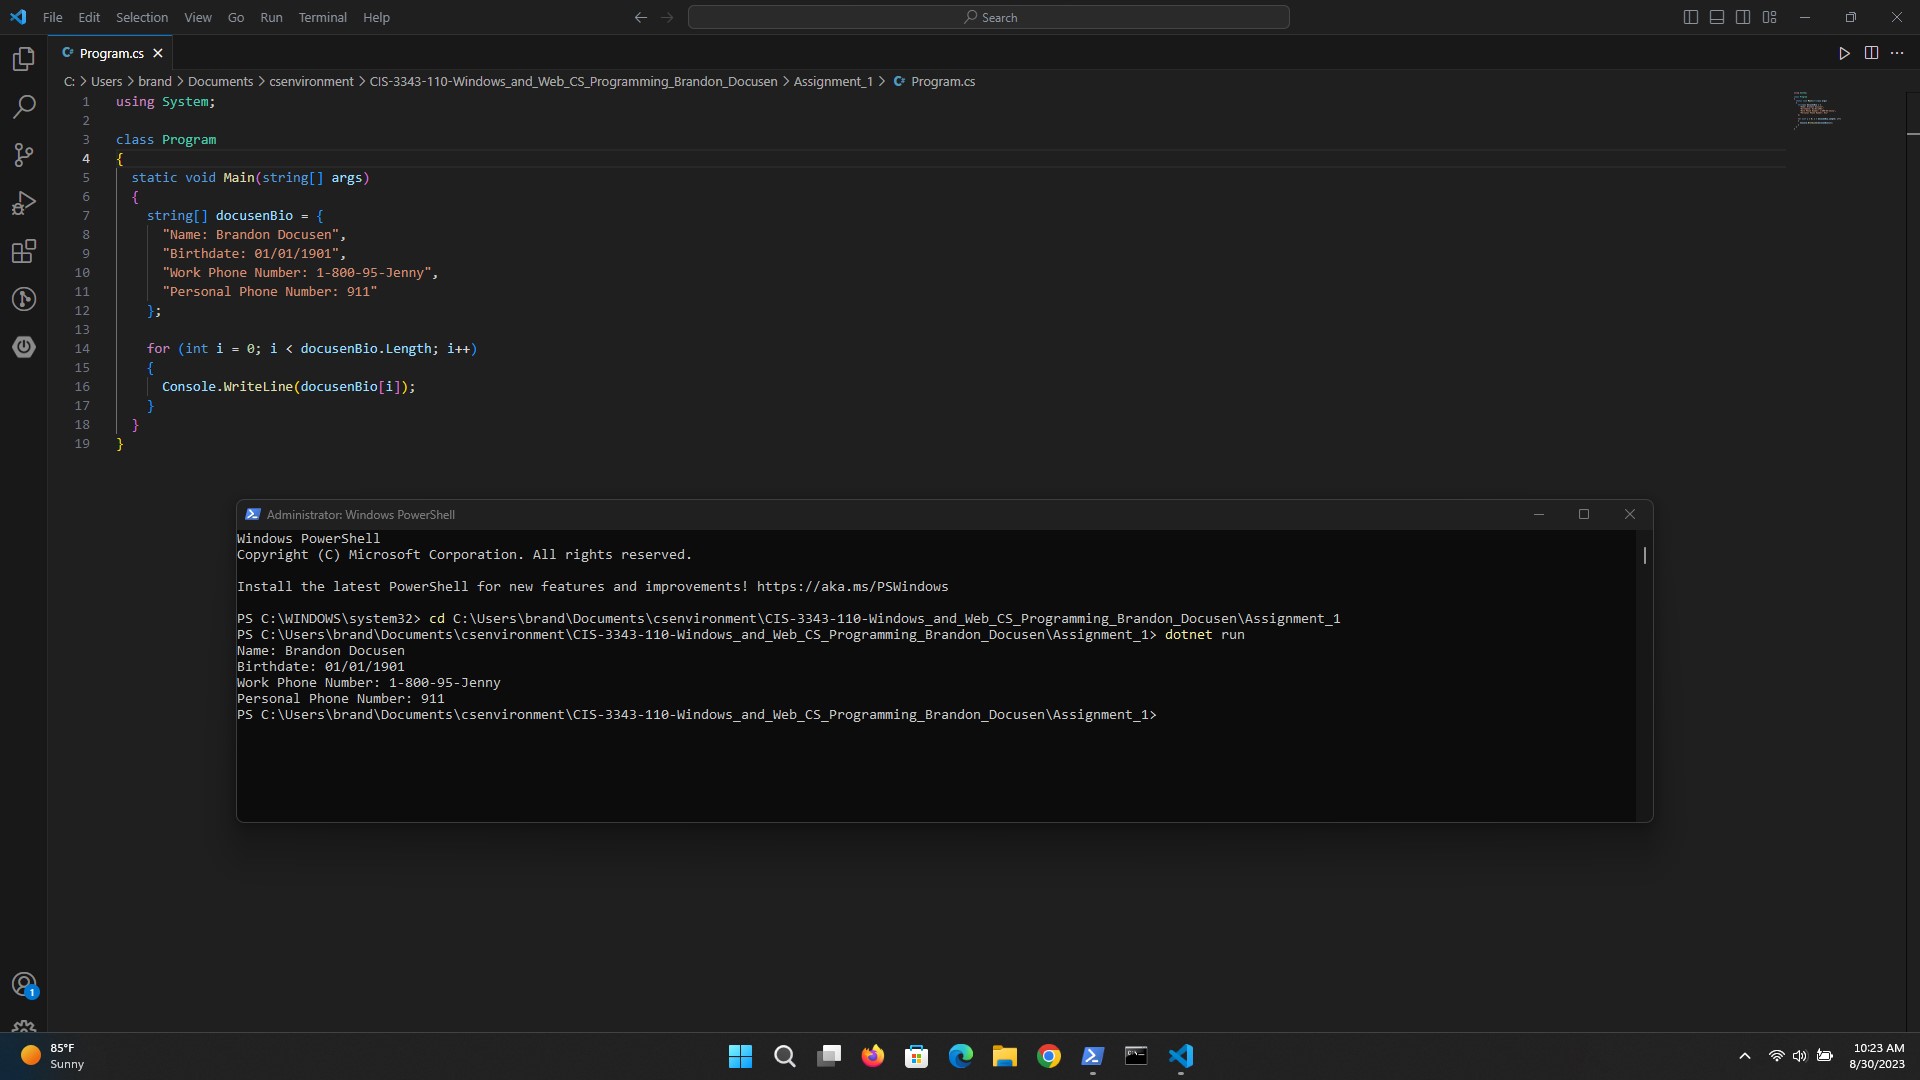 File Edit Selection View Go Run Terminal Help
Search
Program.cs
C: > Users > brand > Documents > csenvironment > CIS-3343-110-Windows_and_Web_CS_Programming_Brandon_Docusen > Assignment_1 > Program.cs
1 using System;
2
3 class Program
4 {
5 static void Main(string[] args)
6 {
7 string[] docusenBio = {
8 "Name: Brandon Docusen",
9 "Birthdate: 01/01/1901",
10 "Work Phone Number: 1-800-95-Jenny",
11 "Personal Phone Number: 911"
12 };
13
14 for (int i = 0; i < docusenBio.Length; i++)
15 {
16 Console.WriteLine(docusenBio[i]);
17 }
18 }
19 }
Administrator: Windows PowerShell
Windows PowerShell
Copyright (C) Microsoft Corporation. All rights reserved.
Install the latest PowerShell for new features and improvements! https://aka.ms/PSWindows
PS C:\WINDOWS\system32> cd C:\Users\brand\Documents\csenvironment\CIS-3343-110-Windows_and_Web_CS_Programming_Brandon_Docusen\Assignment_1
PS C:\Users\brand\Documents\csenvironment\CIS-3343-110-Windows_and_Web_CS_Programming_Brandon_Docusen\Assignment_1> dotnet run
Name: Brandon Docusen
Birthdate: 01/01/1901
Work Phone Number: 1-800-95-Jenny
Personal Phone Number: 911
PS C:\Users\brand\Documents\csenvironment\CIS-3343-110-Windows_and_Web_CS_Programming_Brandon_Docusen\Assignment_1>
1
85°F
Sunny
10:23 AM
8/30/2023